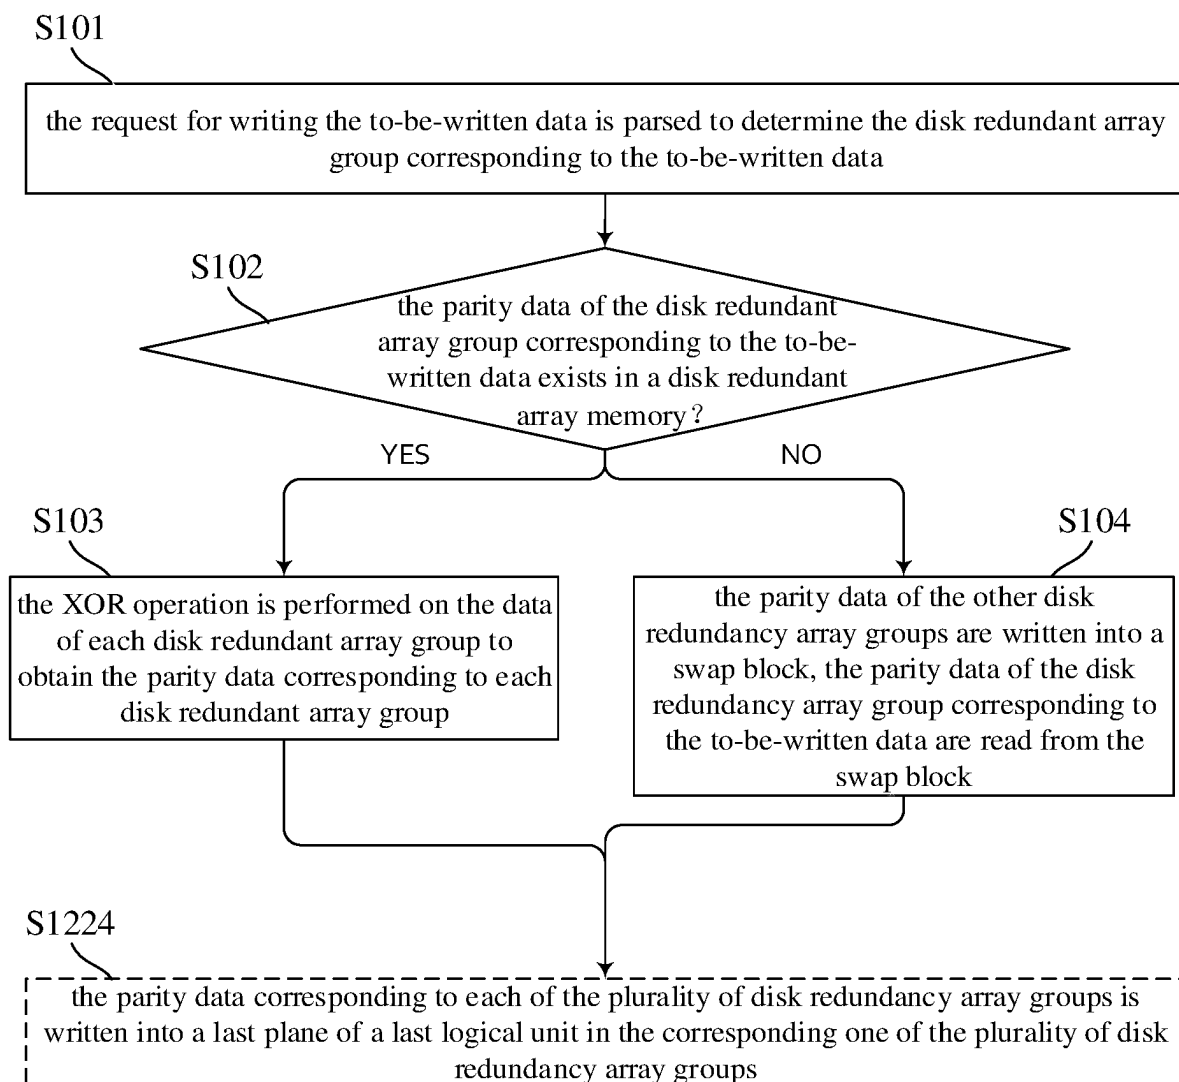 S101
the request for writing the to-be-written data is parsed to determine the disk redundant array
group corresponding to the to-be-written data
S102
the parity data of the disk redundant
array group corresponding to the to-be-
written data exists in a disk redundant
array memory?
YES
NO
S103
S104
the XOR operation is performed on the data
of each disk redundant array group to
obtain the parity data corresponding to each
disk redundant array group
the parity data of the other disk
redundancy array groups are written into a
swap block, the parity data of the disk
redundancy array group corresponding to
the to-be-written data are read from the
swap block
S1224
the parity data corresponding to each of the plurality of disk redundancy array groups is
written into a last plane of a last logical unit in the corresponding one of the plurality of disk
redundancy array groups